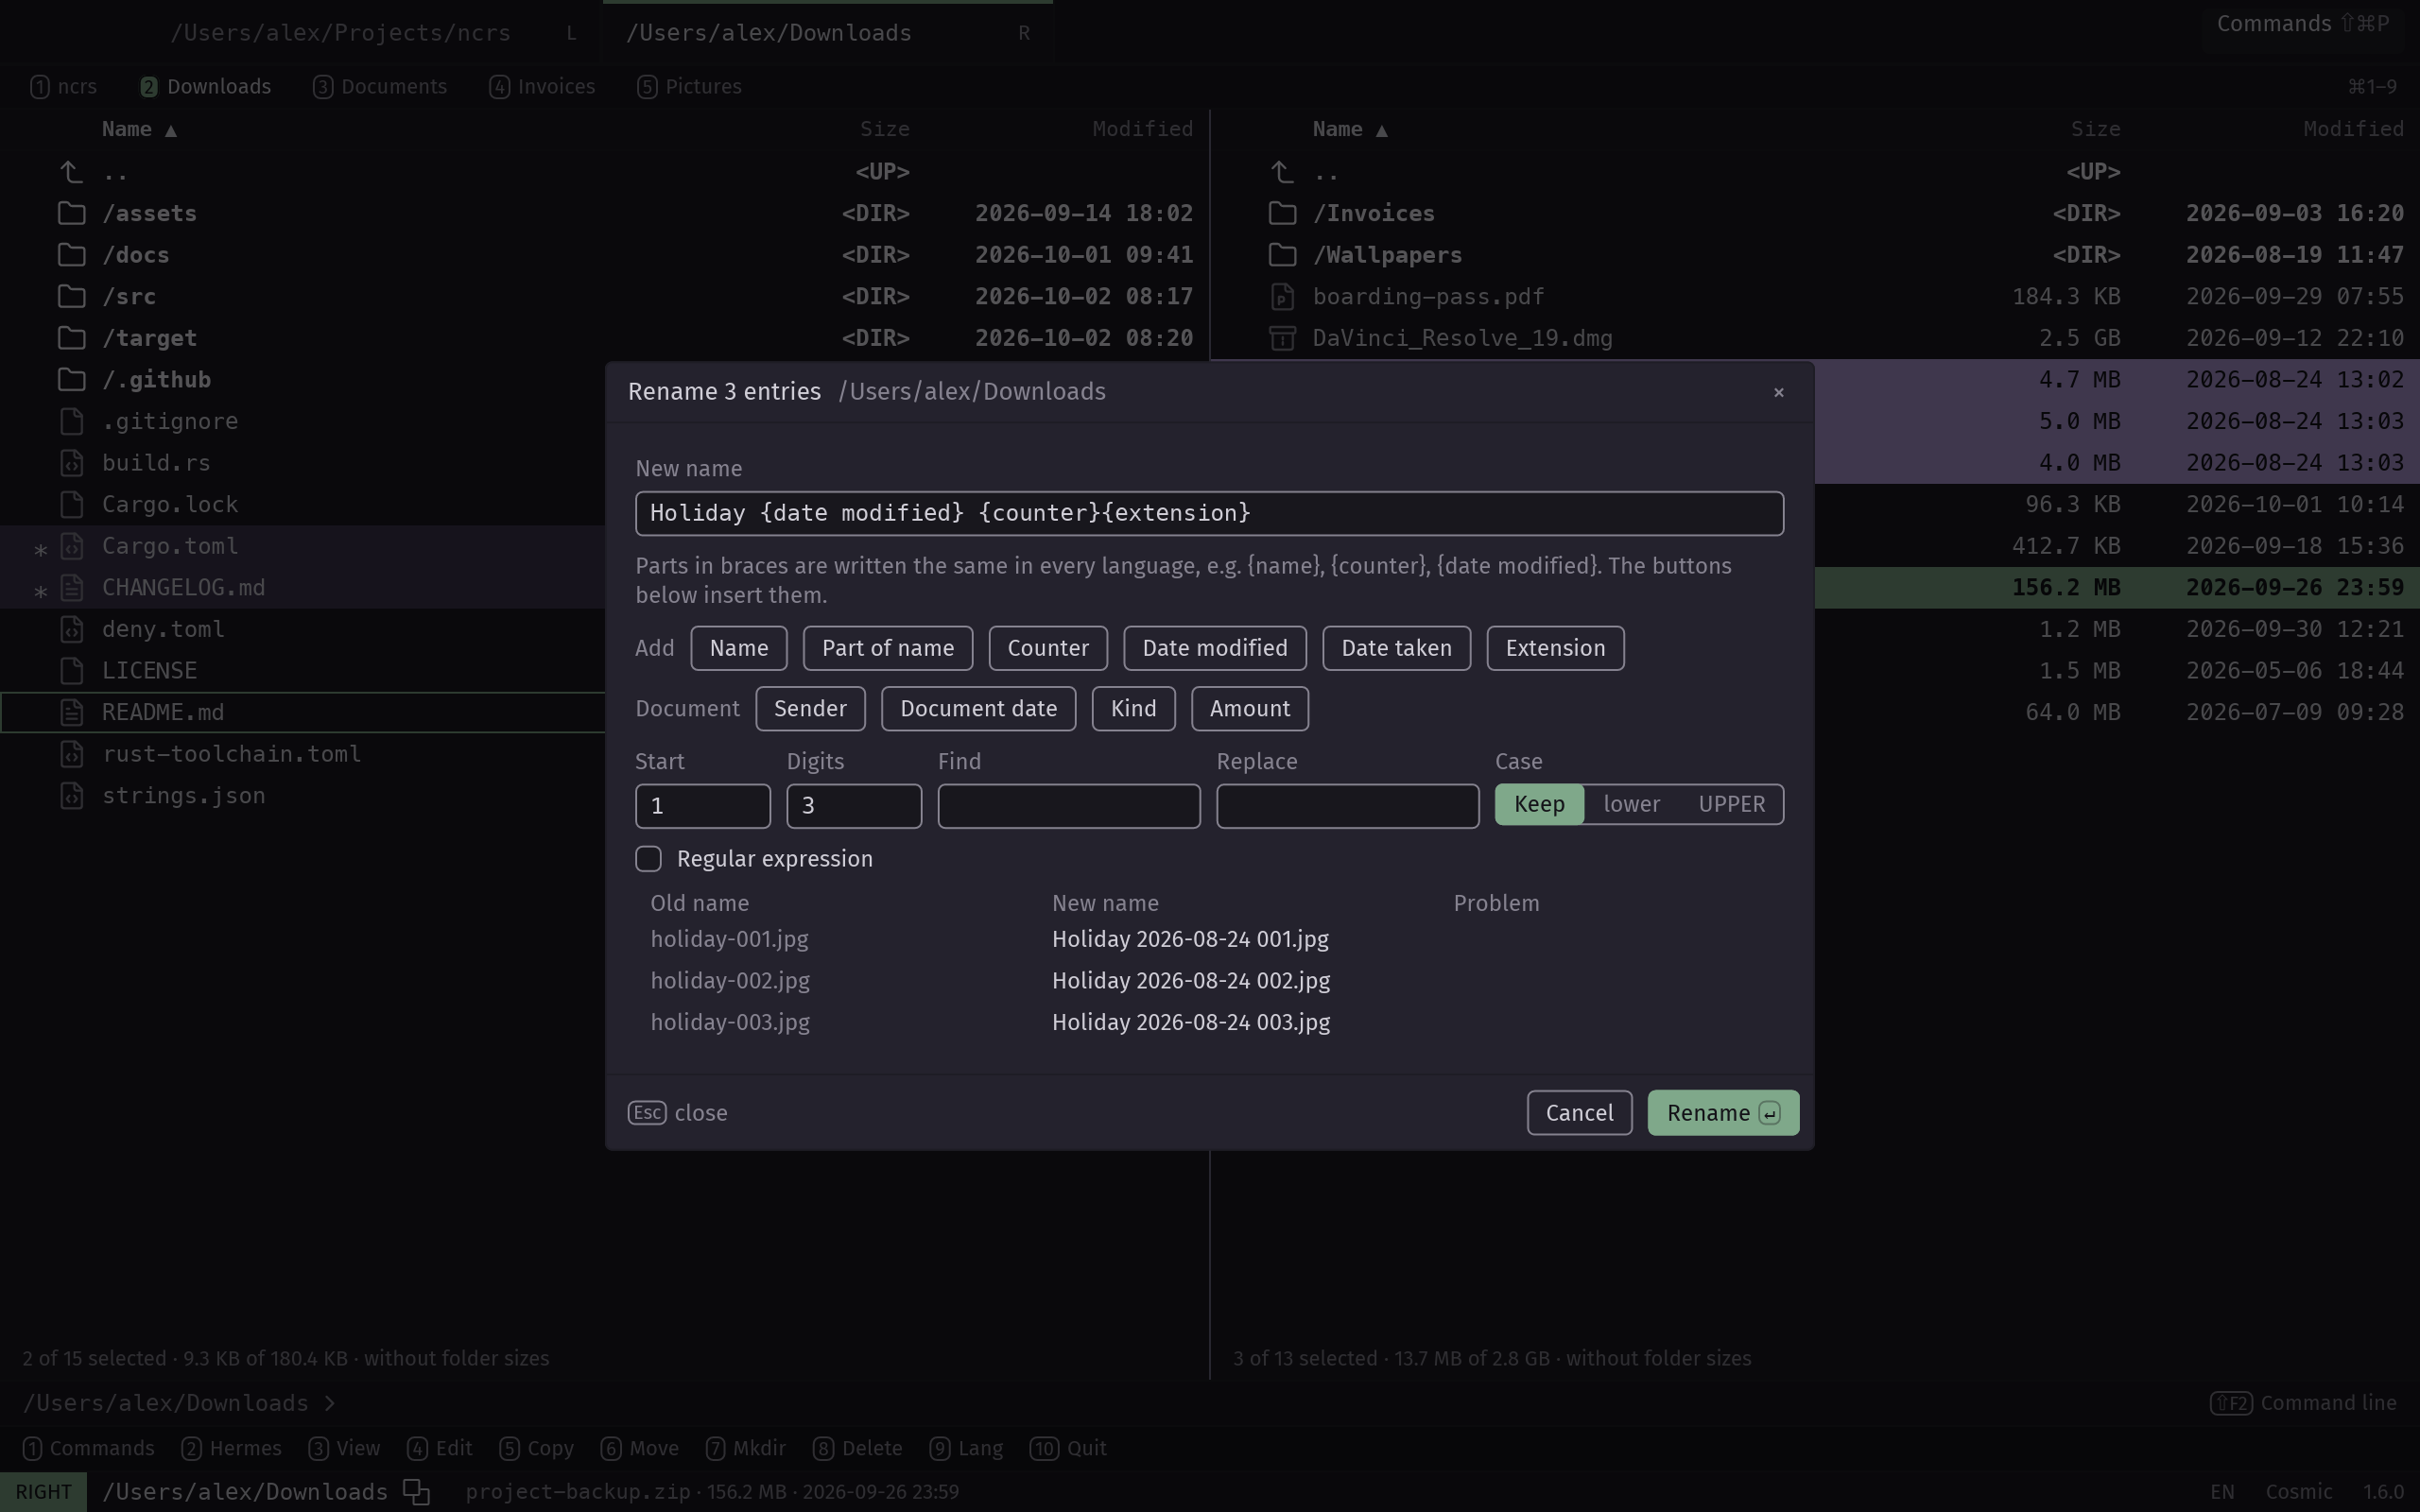 /Users/alex/Projects/ncrs L /Users/alex/Downloads R Commands ⇧⌘P
1 ncrs 2 Downloads 3 Documents 4 Invoices 5 Pictures ⌘1–9
Name ▲ Size Modified Name ▲ Size Modified
.. <UP> .. <UP>
/assets <DIR> 2026-09-14 18:02 /Invoices <DIR> 2026-09-03 16:20
/docs <DIR> 2026-10-01 09:41 /Wallpapers <DIR> 2026-08-19 11:47
/src <DIR> 2026-10-02 08:17 boarding-pass.pdf 184.3 KB 2026-09-29 07:55
/target <DIR> 2026-10-02 08:20 DaVinci_Resolve_19.dmg 2.5 GB 2026-09-12 22:10
/.github 4.7 MB 2026-08-24 13:02
.gitignore 5.0 MB 2026-08-24 13:03
build.rs 4.0 MB 2026-08-24 13:03
Cargo.lock 96.3 KB 2026-10-01 10:14
* Cargo.toml 412.7 KB 2026-09-18 15:36
* CHANGELOG.md 156.2 MB 2026-09-26 23:59
deny.toml 1.2 MB 2026-09-30 12:21
LICENSE 1.5 MB 2026-05-06 18:44
README.md 64.0 MB 2026-07-09 09:28
rust-toolchain.toml
strings.json
Rename 3 entries /Users/alex/Downloads ×
New name
Holiday {date modified} {counter}{extension}
Parts in braces are written the same in every language, e.g. {name}, {counter}, {date modified}. The buttons
below insert them.
Add Name Part of name Counter Date modified Date taken Extension
Document Sender Document date Kind Amount
Start Digits Find Replace Case
1 3 Keep lower UPPER
Regular expression
Old name New name Problem
holiday-001.jpg Holiday 2026-08-24 001.jpg
holiday-002.jpg Holiday 2026-08-24 002.jpg
holiday-003.jpg Holiday 2026-08-24 003.jpg
Esc close Cancel Rename ↵
2 of 15 selected · 9.3 KB of 180.4 KB · without folder sizes 3 of 13 selected · 13.7 MB of 2.8 GB · without folder sizes
/Users/alex/Downloads > ⇧F2 Command line
1 Commands 2 Hermes 3 View 4 Edit 5 Copy 6 Move 7 Mkdir 8 Delete 9 Lang 10 Quit
RIGHT /Users/alex/Downloads project-backup.zip · 156.2 MB · 2026-09-26 23:59 EN Cosmic 1.6.0